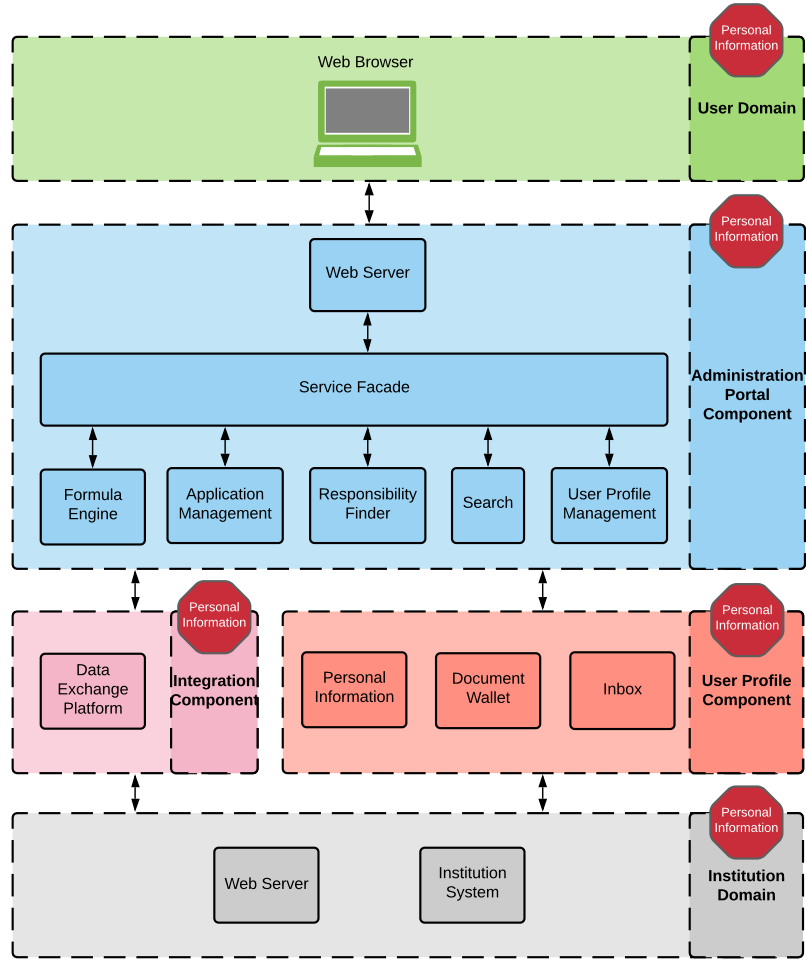 Personal
Information
Web Browser
User Domain
Personal
Information
Web Server
Administration
Portal
Component
Service Facade
Formula
Engine
Application
Management
Responsibility
Finder
Search
User Profile
Management
Personal
Information
Data
Exchange
Platform
Integration
Component
Personal
Information
Personal
Information
Document
Wallet
Inbox
User Profile
Component
Personal
Information
Web Server
Institution
System
Institution
Domain